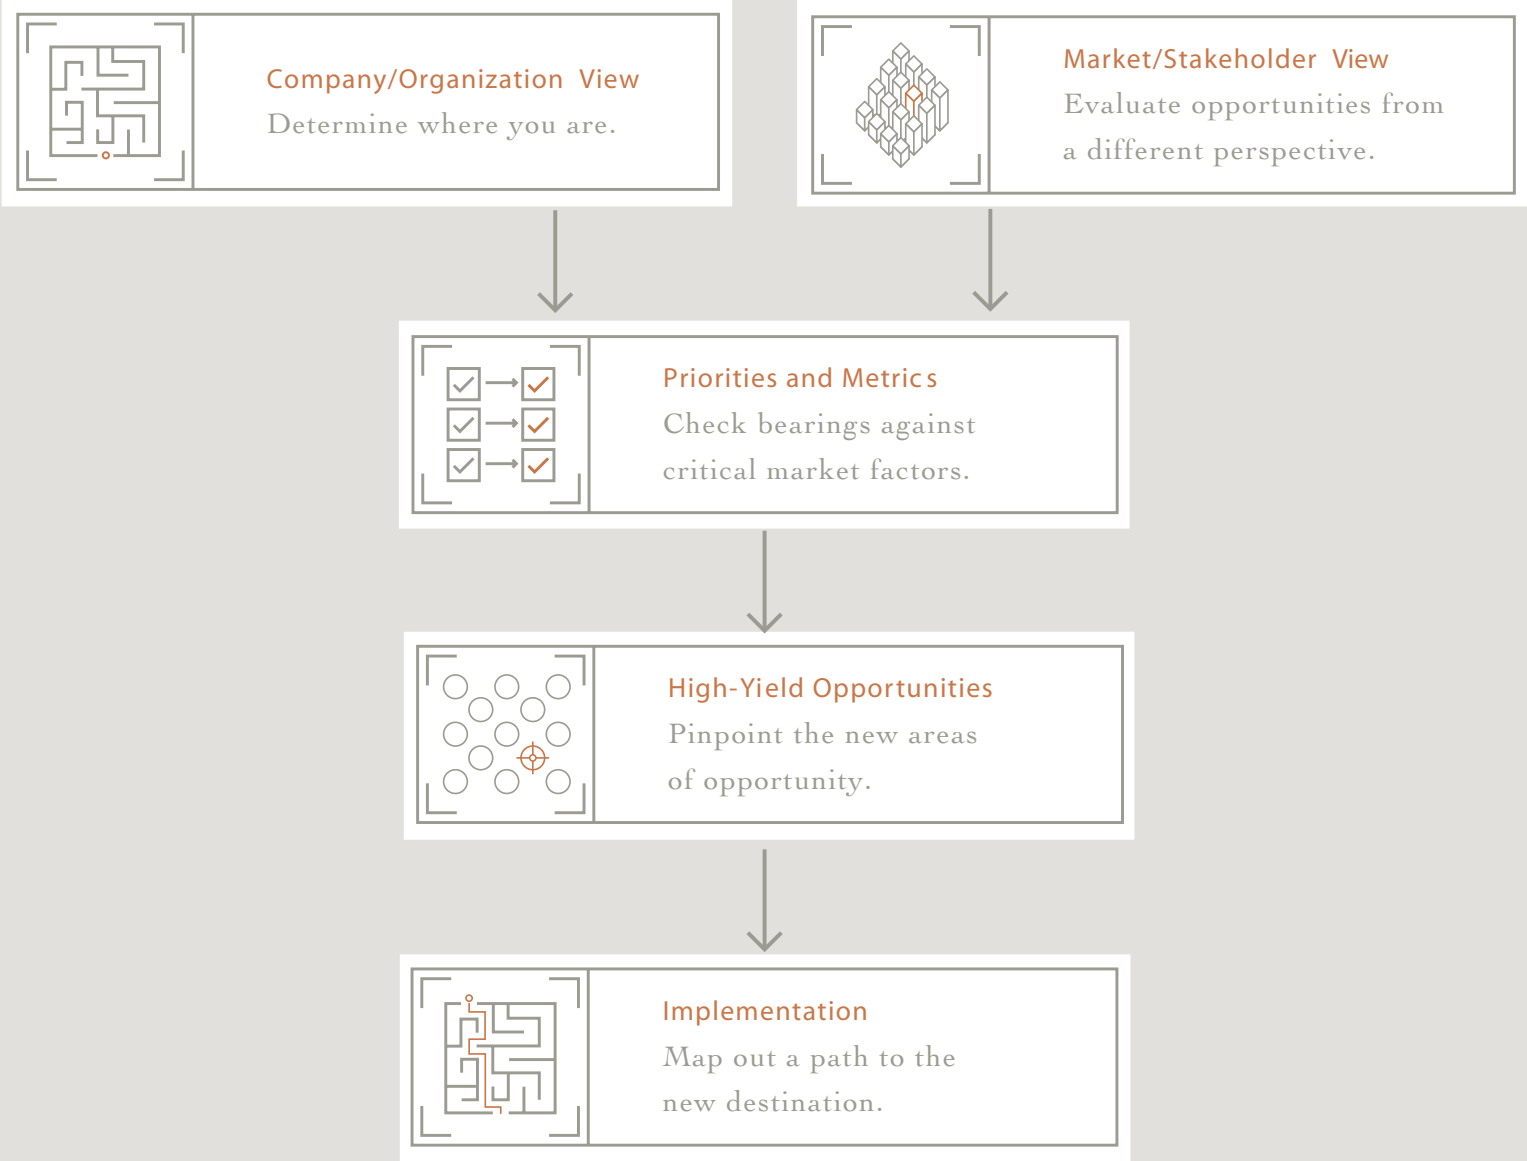 Company/Organization View
Determine where you are.
Market/Stakeholder View
Evaluate opportunities from
a different perspective.
Priorities and Metrics
Check bearings against
critical market factors.
High-Yield Opportunities
Pinpoint the new areas
of opportunity.
Implementation
Map out a path to the
new destination.